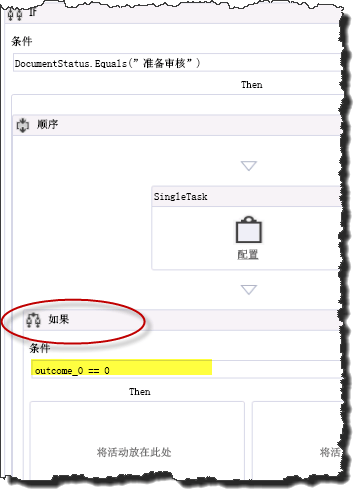 IF
条件
DocumentStatus.Equals("准备审核")
Then
顺序
SingleTask
配置
如果
条件
outcome_0 == 0
Then
将活动放在此处
将活